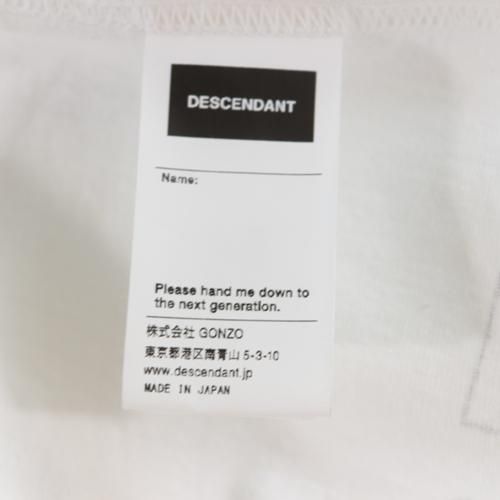 DESCENDANT
Name:
Please hand me down to
the next generation.
株式会社 GONZO
東京都港区南青山 5-3-10
www.descendant.jp
MADE IN JAPAN